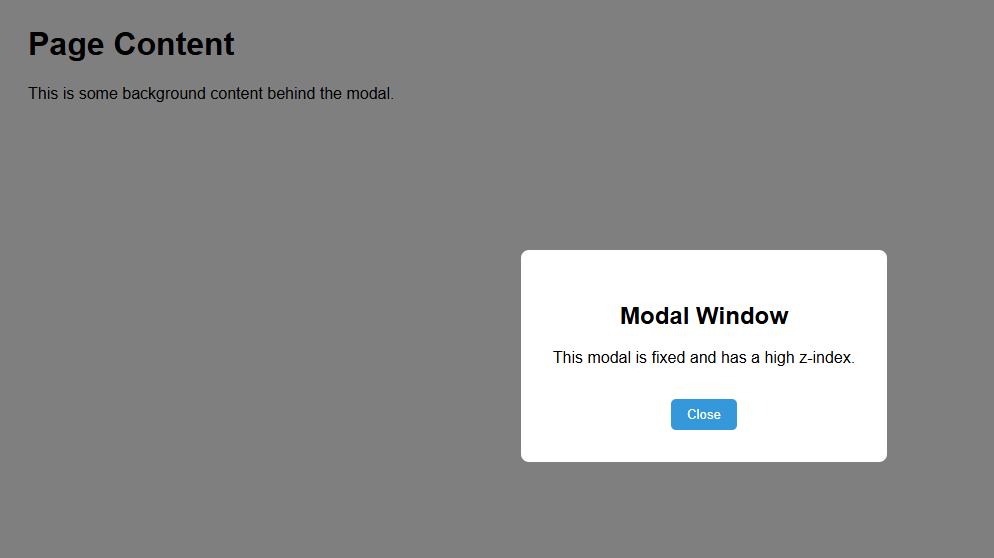 Page Content
This is some background content behind the modal.
Modal Window
This modal is fixed and has a high z-index.
Close